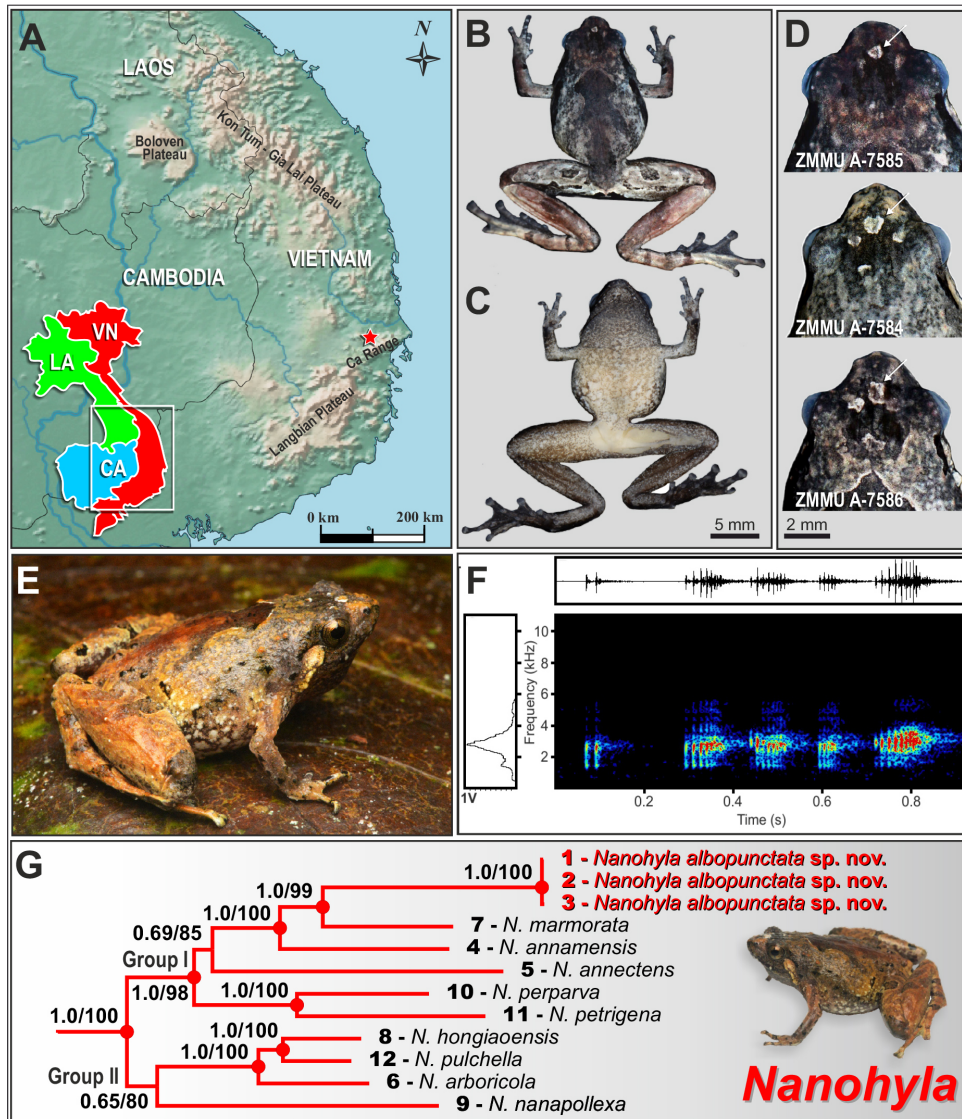 A
N
LAOS
Boloven
Plateau
Kon Tum - Gia Lai Plateau
VIETNAM
CAMBODIA
VN
LA
CA
Ca Range
Langbian Plateau
0 km
200 km
B
C
5 mm
D
ZMMU A-7585
ZMMU A-7584
ZMMU A-7586
2 mm
E
F
10
8
6
4
2
Frequency (kHz)
1V
0.2
0.4
0.6
0.8
Time (s)
G
1.0/100
1 - Nanohyla albopunctata sp. nov.
2 - Nanohyla albopunctata sp. nov.
3 - Nanohyla albopunctata sp. nov.
1.0/99
1.0/100
7 - N. marmorata
0.69/85
4 - N. annamensis
Group I
5 - N. annectens
1.0/98
1.0/100
10 - N. perparva
11 - N. petrigena
1.0/100
1.0/100
8 - N. hongiaoensis
1.0/100
12 - N. pulchella
Group II
6 - N. arboricola
0.65/80
9 - N. nanapollexa
Nanohyla